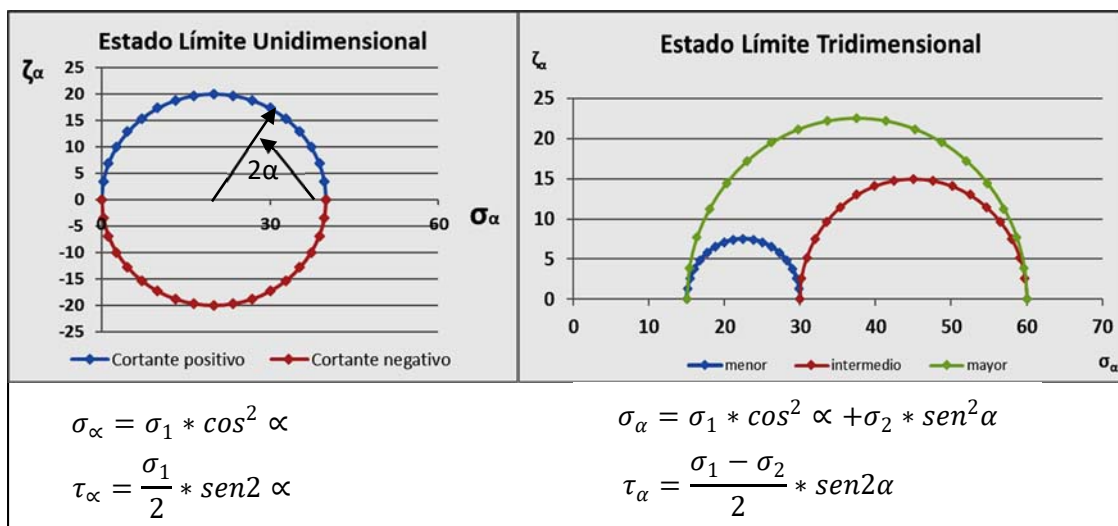 Estado Límite Unidimensional
ζα
25
20
15
10
5
0
-5
-10
-15
-20
-25
0
30
60
2α
σα
Cortante positivo
Cortante negativo
Estado Límite Tridimensional
ζα
25
20
15
10
5
0
0
10
20
30
40
50
60
70
σα
menor
intermedio
mayor
σ∝ = σ1 * cos² ∝
τ∝ = σ1/2 * sen2 ∝
σα = σ1 * cos² ∝ +σ2 * sen²α
τα = (σ1 − σ2)/2 * sen2α